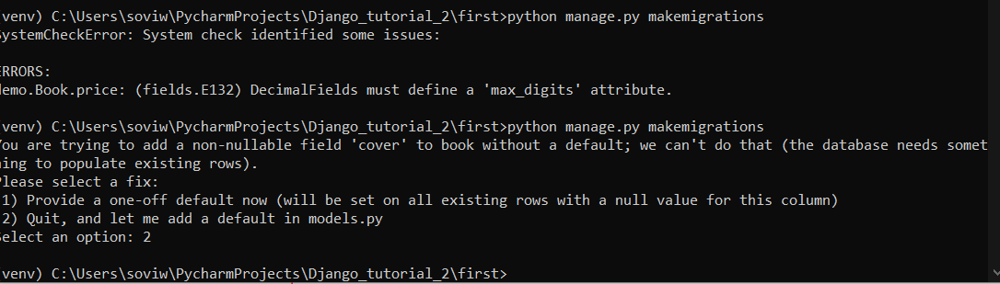 venv) C:\Users\soviw\PycharmProjects\Django_tutorial_2\first>python manage.py makemigrations
SystemCheckError: System check identified some issues:
ERRORS:
demo.Book.price: (fields.E132) DecimalFields must define a 'max_digits' attribute.
venv) C:\Users\soviw\PycharmProjects\Django_tutorial_2\first>python manage.py makemigrations
You are trying to add a non-nullable field 'cover' to book without a default; we can't do that (the database needs somet
hing to populate existing rows).
Please select a fix:
1) Provide a one-off default now (will be set on all existing rows with a null value for this column)
2) Quit, and let me add a default in models.py
Select an option: 2
venv) C:\Users\soviw\PycharmProjects\Django_tutorial_2\first>